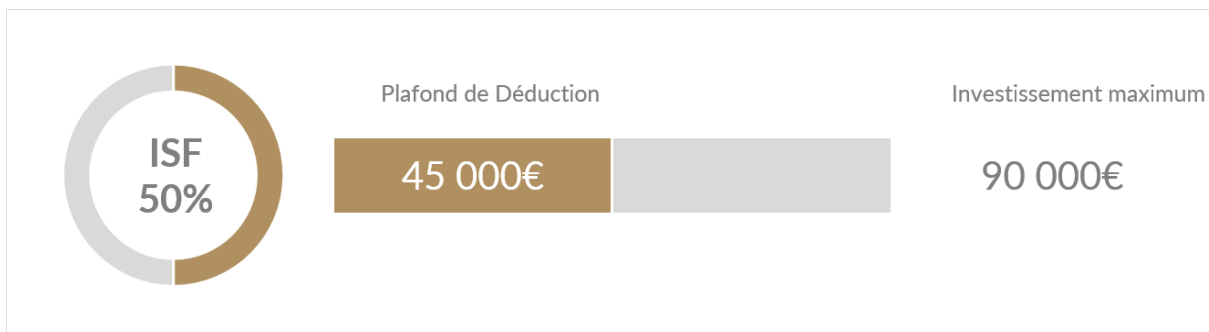 ISF
50%
Plafond de Déduction
45 000€
Investissement maximum
90 000€